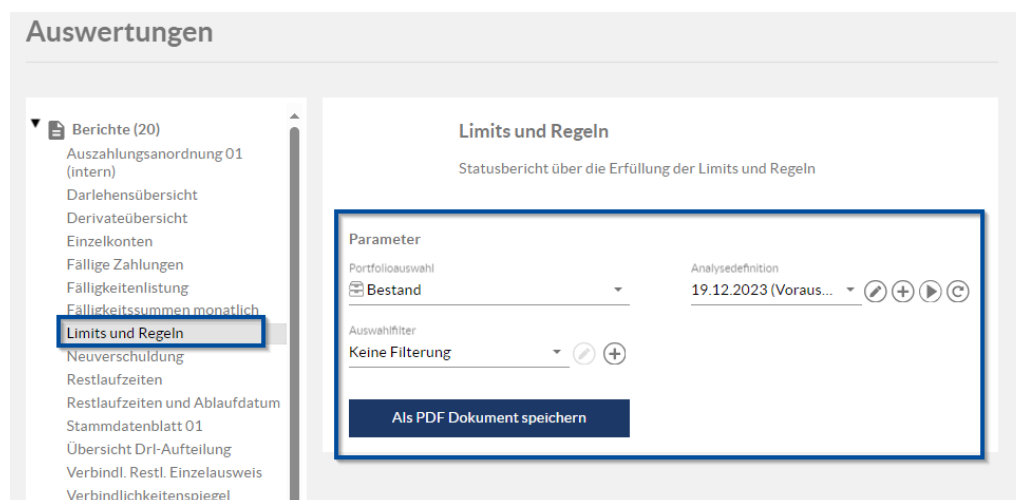 Auswertungen
Berichte (20)
Auszahlungsanordnung 01
(intern)
Darlehensübersicht
Derivateübersicht
Einzelkonten
Fällige Zahlungen
Fälligkeitenlistung
Fälligkeitssummen monatlich
Limits und Regeln
Neuverschuldung
Restlaufzeiten
Restlaufzeiten und Ablaufdatum
Stammdatenblatt 01
Übersicht Drl-Aufteilung
Verbindl. Restl. Einzelausweis
Verbindlichkeitenspiegel
Limits und Regeln
Statusbericht über die Erfüllung der Limits und Regeln
Parameter
Portfolioauswahl
Bestand
Analysedefinition
19.12.2023 (Voraus...
Auswahlfilter
Keine Filterung
Als PDF Dokument speichern